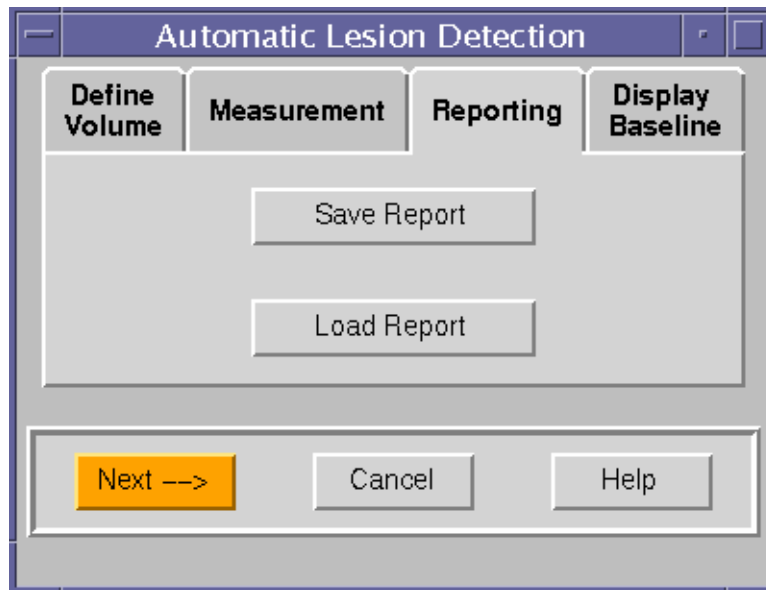 Automatic Lesion Detection
Define
Volume
Measurement
Reporting
Display
Baseline
Save Report
Load Report
Next -->
Cancel
Help